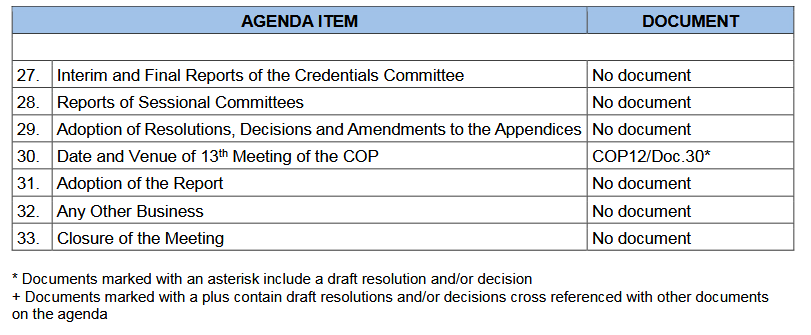 AGENDA ITEM DOCUMENT
27. Interim and Final Reports of the Credentials Committee No document
28. Reports of Sessional Committees No document
29. Adoption of Resolutions, Decisions and Amendments to the Appendices No document
30. Date and Venue of 13th Meeting of the COP COP12/Doc.30*
31. Adoption of the Report No document
32. Any Other Business No document
33. Closure of the Meeting No document
* Documents marked with an asterisk include a draft resolution and/or decision
+ Documents marked with a plus contain draft resolutions and/or decisions cross referenced with other documents
on the agenda